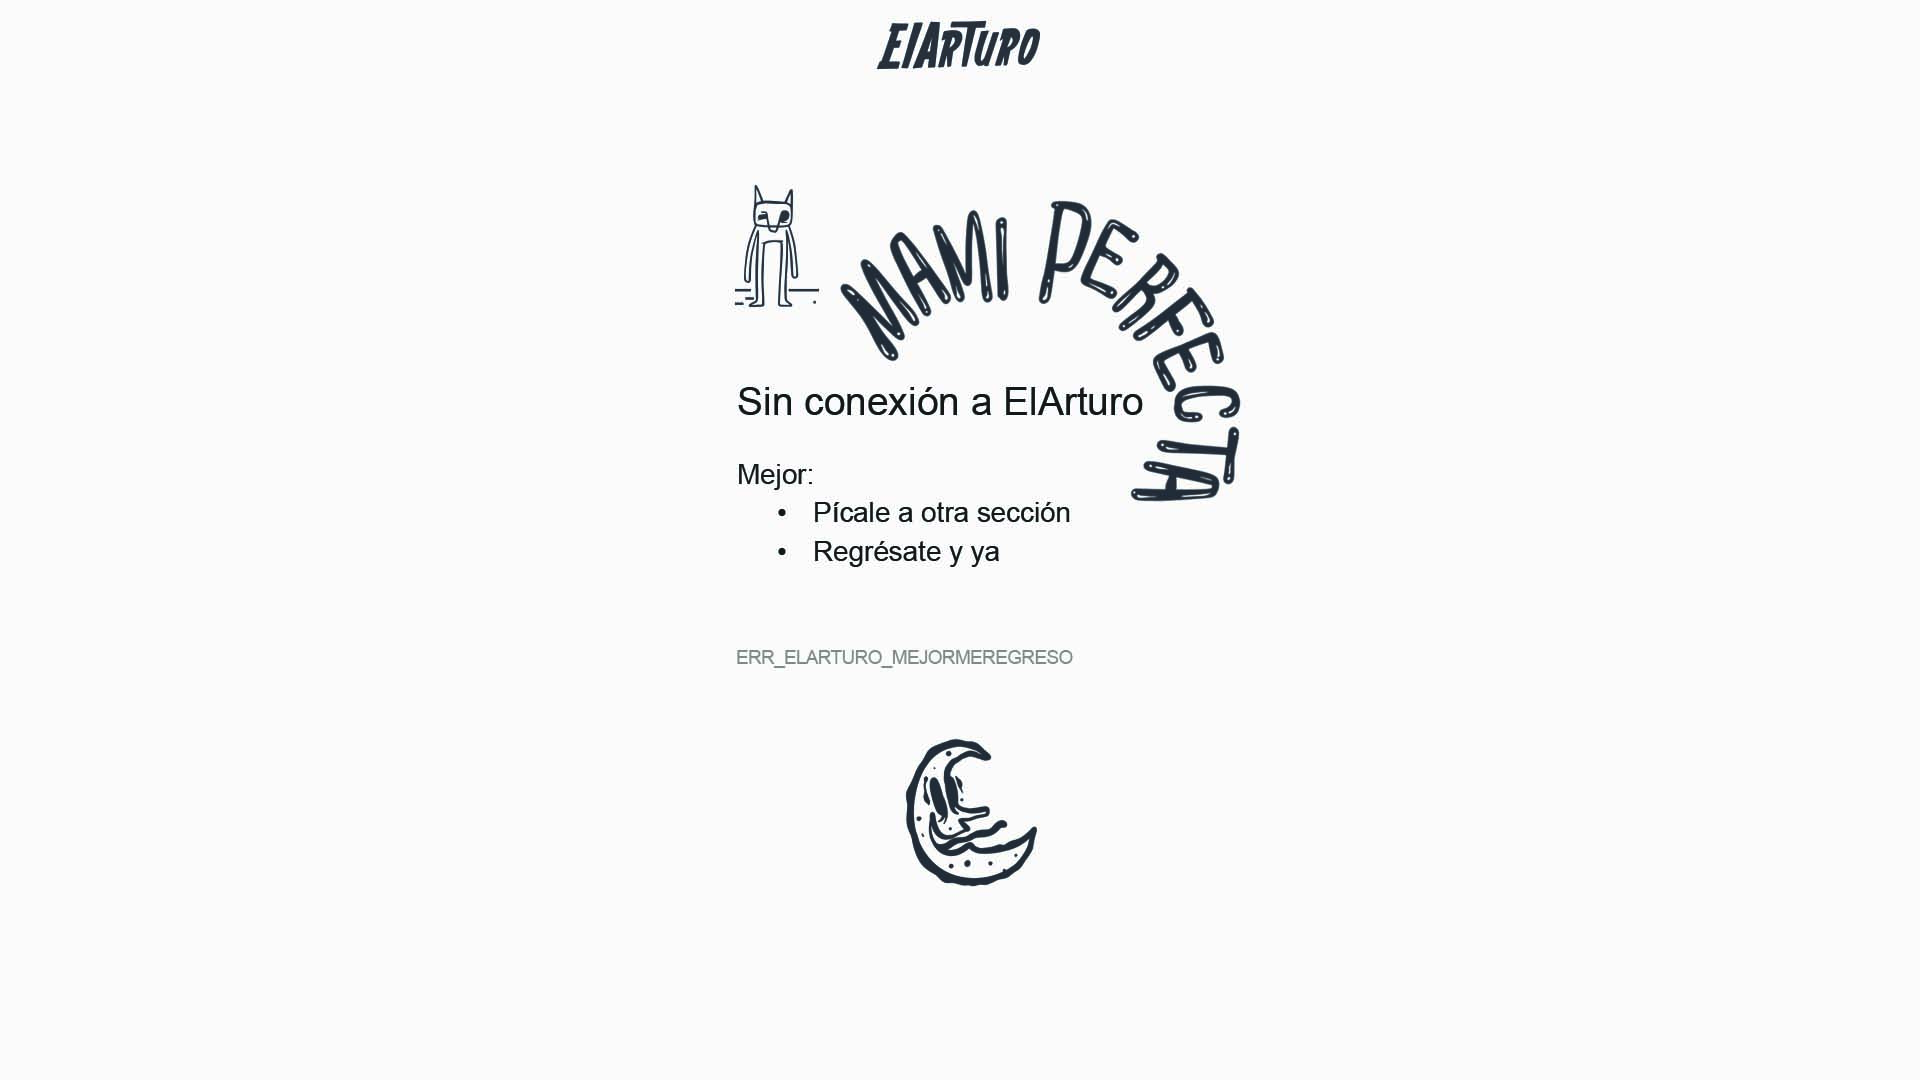 ElArTuro
MAMI PERFECTA
Sin conexión a ElArturo
Mejor:
• Pícale a otra sección
• Regrésate y ya
ERR_ELARTURO_MEJORMEREGRESO